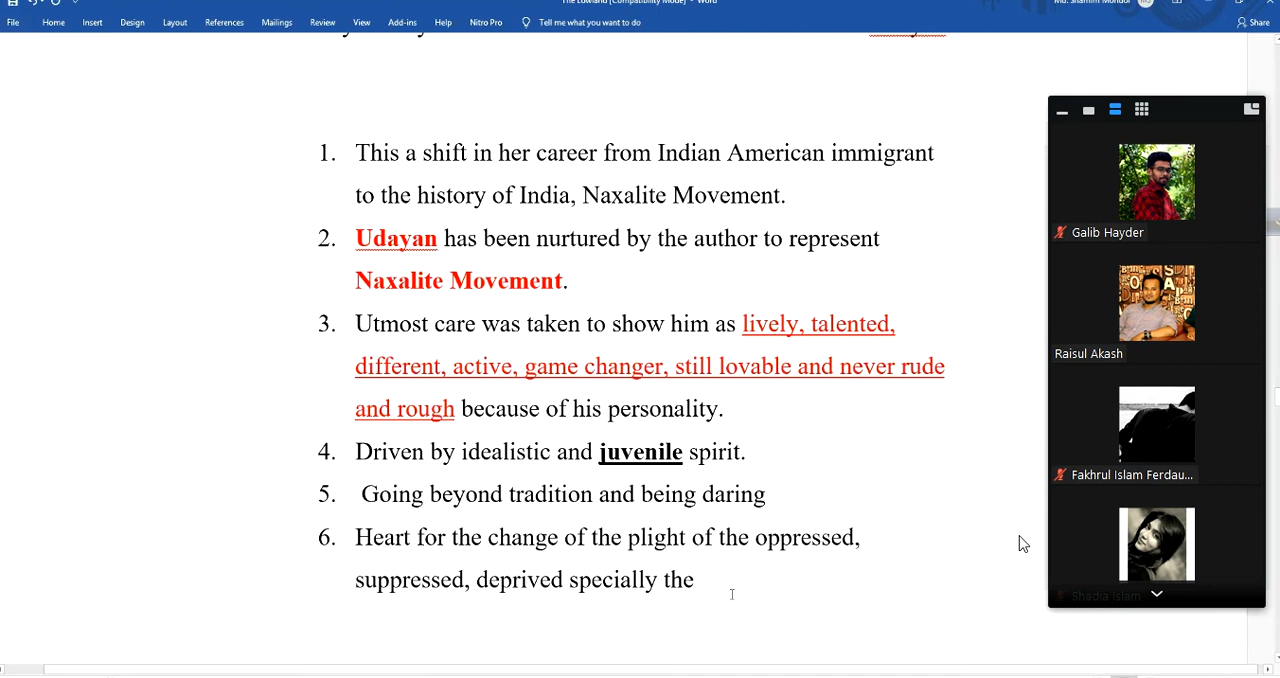 File Home Insert Design Layout References Mailings Review View Add-ins Help Nitro Pro Tell me what you want to do Share
1. This a shift in her career from Indian American immigrant
to the history of India, Naxalite Movement.
2. Udayan has been nurtured by the author to represent
Naxalite Movement.
3. Utmost care was taken to show him as lively, talented,
different, active, game changer, still lovable and never rude
and rough because of his personality.
4. Driven by idealistic and juvenile spirit.
5. Going beyond tradition and being daring
6. Heart for the change of the plight of the oppressed,
suppressed, deprived specially the
Galib Hayder
Raisul Akash
Fakhrul Islam Ferdau...
Shadia Islam